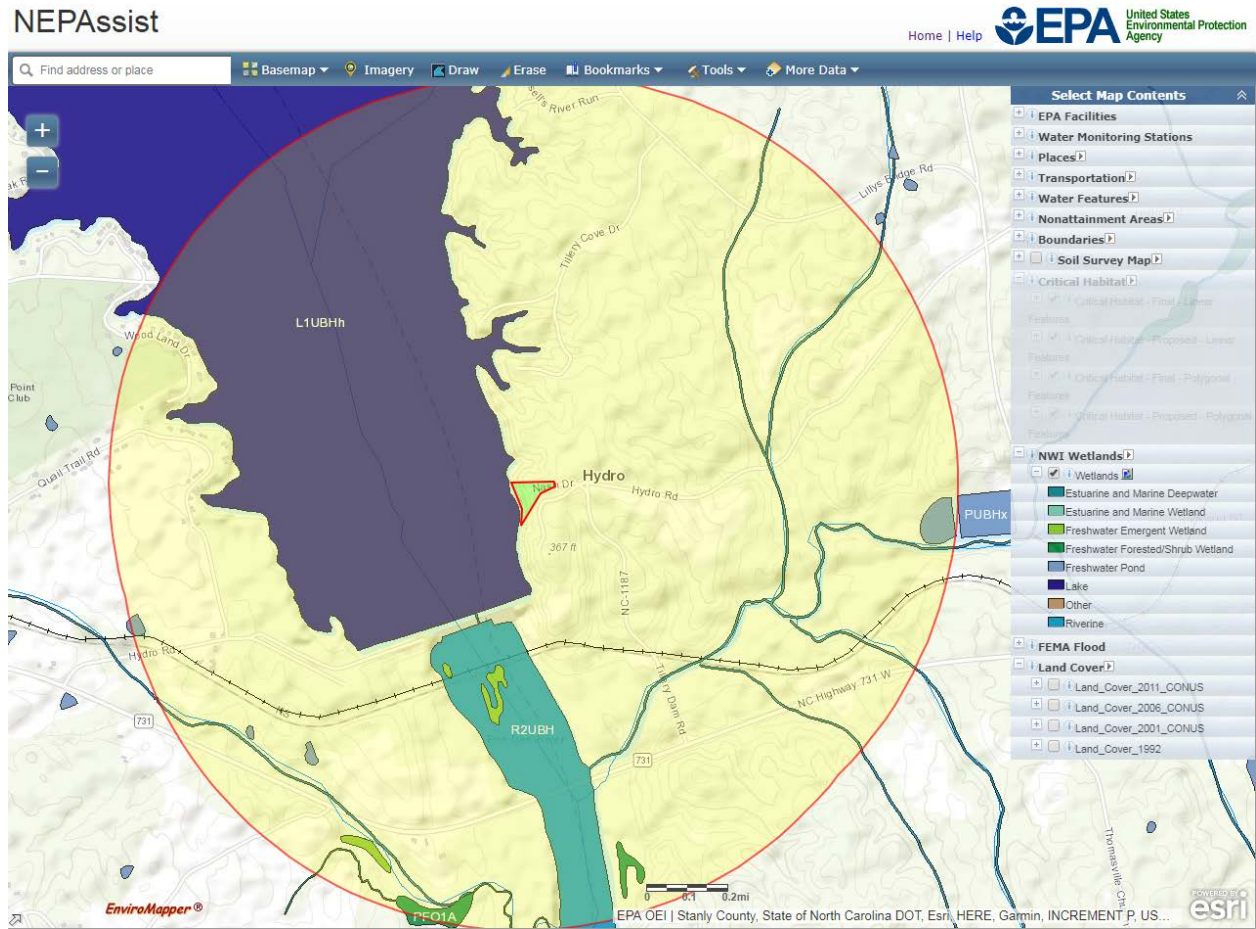 NEPAssist
Home | Help
EPA
United States
Environmental Protection
Agency
Find address or place
Basemap
Imagery
Draw
Erase
Bookmarks
Tools
More Data
Select Map Contents
EPA Facilities
Water Monitoring Stations
Places
Transportation
Water Features
Nonattainment Areas
Boundaries
Soil Survey Map
Critical Habitat
Critical Habitat - Final - Linear
Features
Critical Habitat - Proposed - Linear
Features
Critical Habitat - Final - Polygonal
Features
Critical Habitat - Proposed - Polygonal
Features
NWI Wetlands
Wetlands
Estuarine and Marine Deepwater
Estuarine and Marine Wetland
Freshwater Emergent Wetland
Freshwater Forested/Shrub Wetland
Freshwater Pond
Lake
Other
Riverine
FEMA Flood
Land Cover
Land_Cover_2011_CONUS
Land_Cover_2006_CONUS
Land_Cover_2001_CONUS
Land_Cover_1992
+
−
River Run
Lillys Bridge Rd
Tillery Cove Dr
L1UBHh
Wood Land Dr
Point
Club
Quail Trail Rd
Hydro
Dr
Hydro Rd
PUBHx
367 ft
NC-1187
Hydro Rd
Tillery Dam Rd
NC Highway 731 W
731
R2UBH
731
PFO1A
0 0.1 0.2mi
EnviroMapper®
EPA OEI | Stanly County, State of North Carolina DOT, Esri, HERE, Garmin, INCREMENT P, US...
POWERED BY
esri